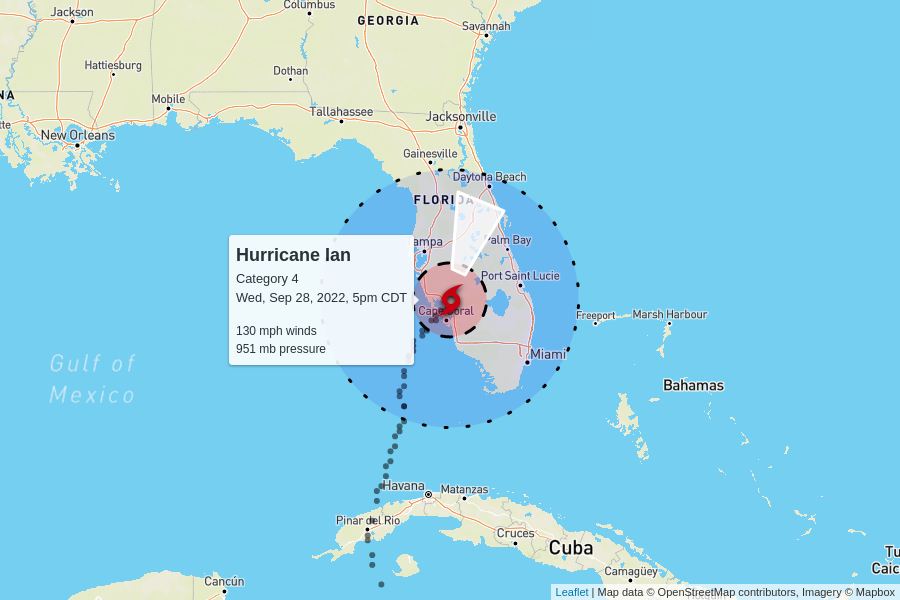 Jackson
Columbus
GEORGIA
Savannah
Hattiesburg
Dothan
NA
Mobile
Tallahassee
Jacksonville
tte
New Orleans
Gainesville
Daytona Beach
FLORIDA
ampa
alm Bay
Hurricane Ian
Category 4
Wed, Sep 28, 2022, 5pm CDT
130 mph winds
951 mb pressure
Port Saint Lucie
Cape Coral
Freeport
Marsh Harbour
Miami
Gulf of
Mexico
Bahamas
Havana
Matanzas
Pinar del Rio
Cruces
Cuba
Tu
Caic
Camagüey
Cancún
Leaflet | Map data © OpenStreetMap contributors, Imagery © Mapbox